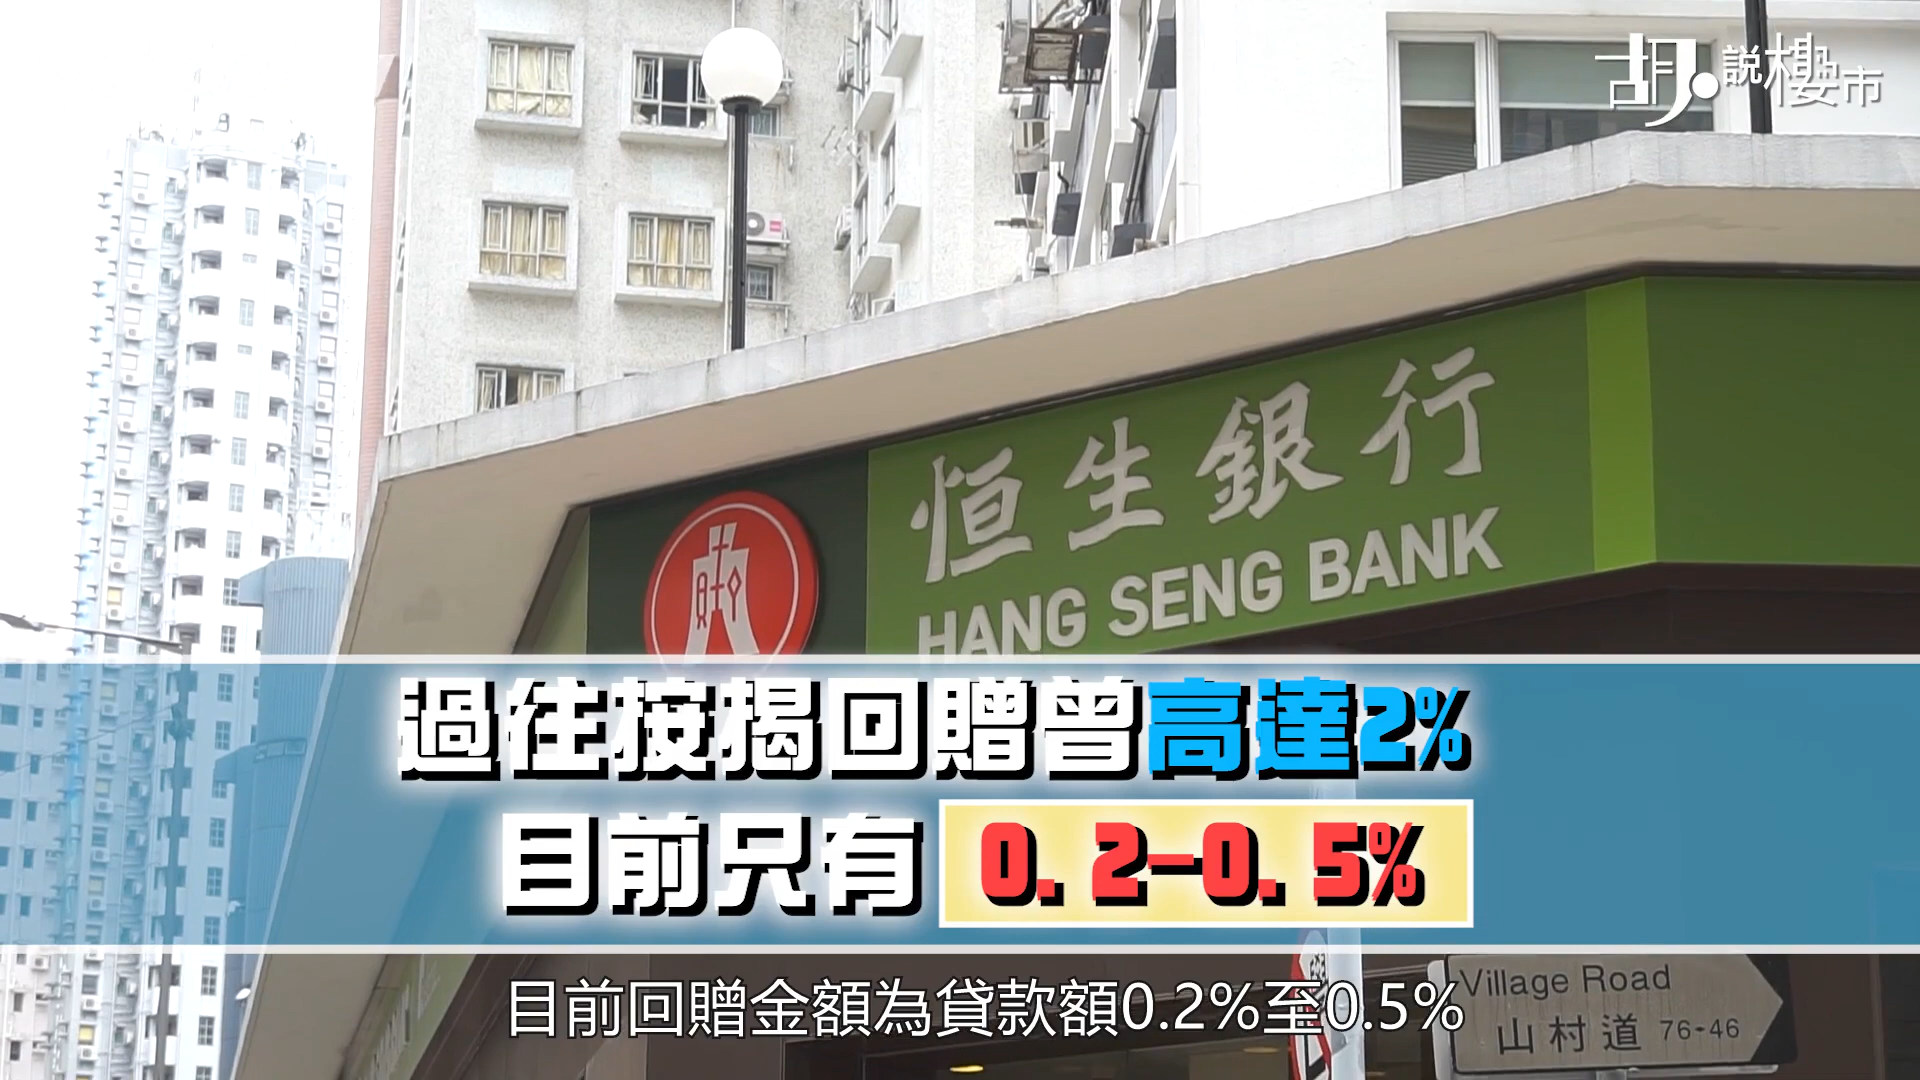 胡.說樓市
恒生銀行
HANG SENG BANK
過往按揭回贈曾高達2%
目前只有 0.2-0.5%
目前回贈金額為貸款額0.2%至0.5%
Village Road
山村道 76-46